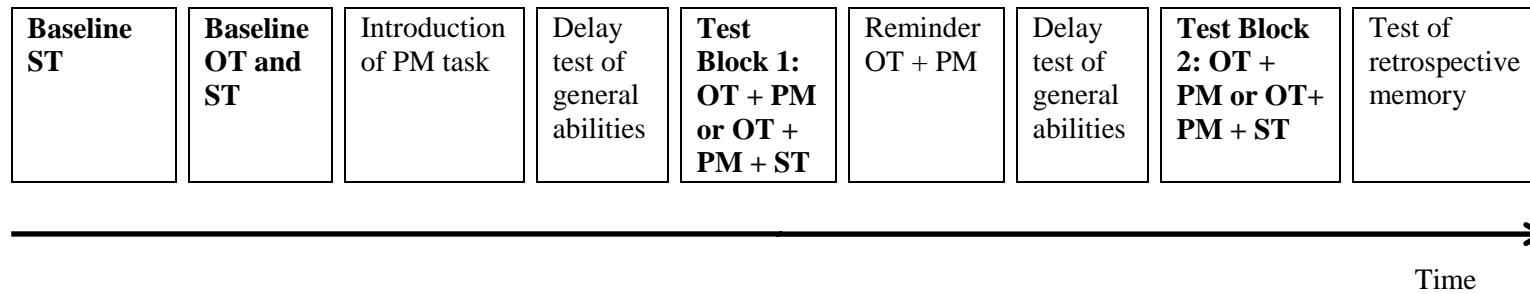 Baseline
ST
Baseline
OT and
ST
Introduction
of PM task
Delay
test of
general
abilities
Test
Block 1:
OT + PM
or OT +
PM + ST
Reminder
OT + PM
Delay
test of
general
abilities
Test Block
2: OT +
PM or OT+
PM + ST
Test of
retrospective
memory
Time